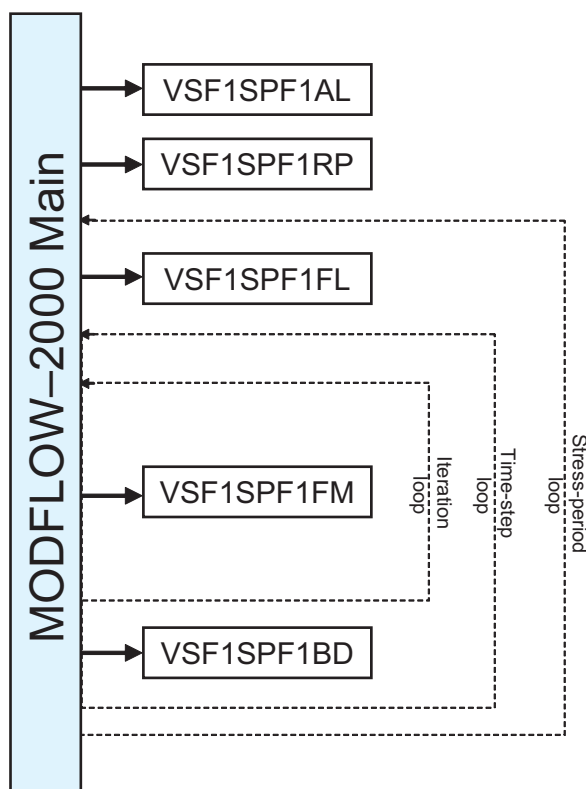 MODFLOW–2000 Main
VSF1SPF1AL
VSF1SPF1RP
VSF1SPF1FL
VSF1SPF1FM
VSF1SPF1BD
Iteration
loop
Time-step
loop
Stress-period
loop